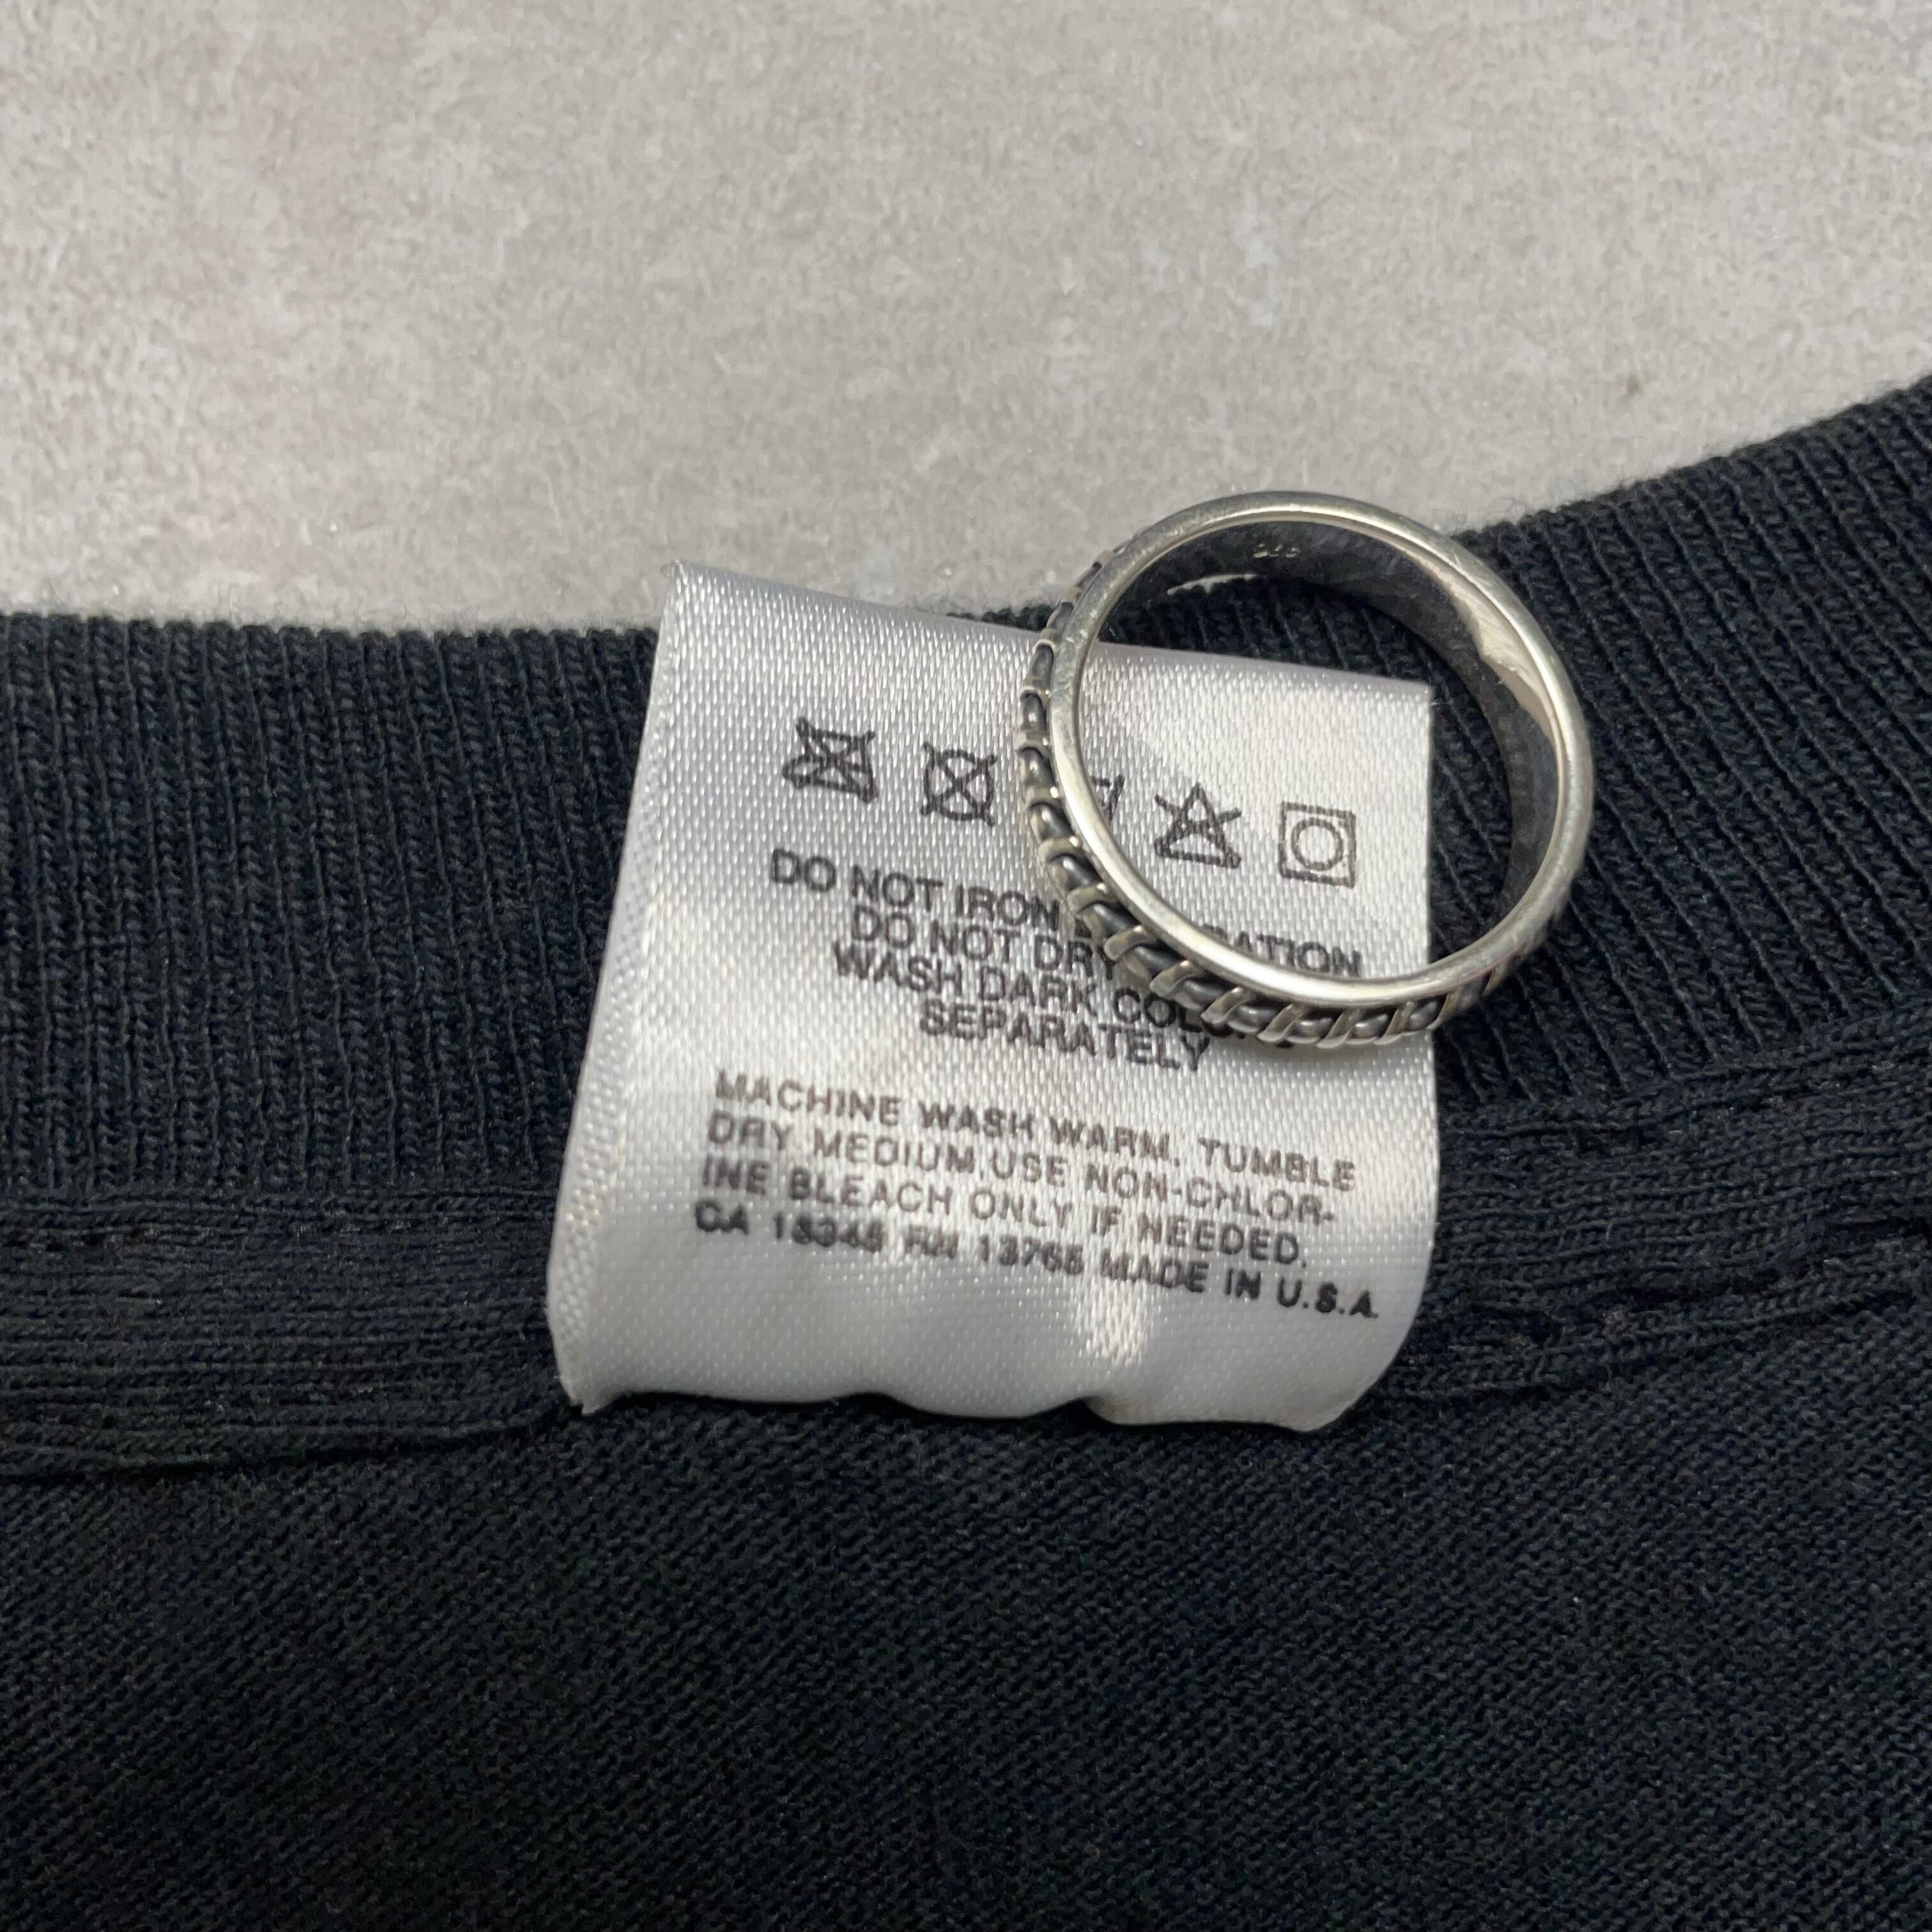 DO NOT IRON
DO NOT DRY
WASH DARK
SEPARATELY
MACHINE WASH WARM, TUMBLE
DRY MEDIUM,USE NON-CHLOR-
INE BLEACH ONLY IF NEEDED.
CA 18348 RN 13765 MADE IN U.S.A.